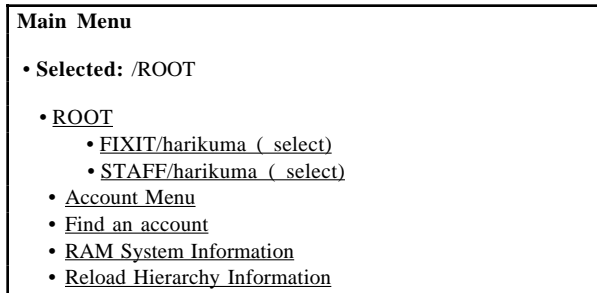 Main Menu
• Selected: /ROOT
• ROOT
• FIXIT/harikuma ( select)
• STAFF/harikuma ( select)
• Account Menu
• Find an account
• RAM System Information
• Reload Hierarchy Information